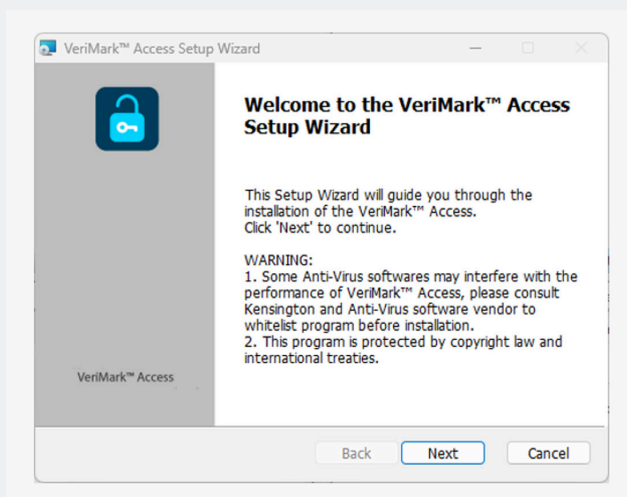 VeriMark™ Access Setup Wizard
Welcome to the VeriMark™ Access
Setup Wizard
This Setup Wizard will guide you through the
installation of the VeriMark™ Access.
Click 'Next' to continue.
WARNING:
1. Some Anti-Virus softwares may interfere with the
performance of VeriMark™ Access, please consult
Kensington and Anti-Virus software vendor to
whitelist program before installation.
2. This program is protected by copyright law and
international treaties.
VeriMark™ Access
Back
Next
Cancel